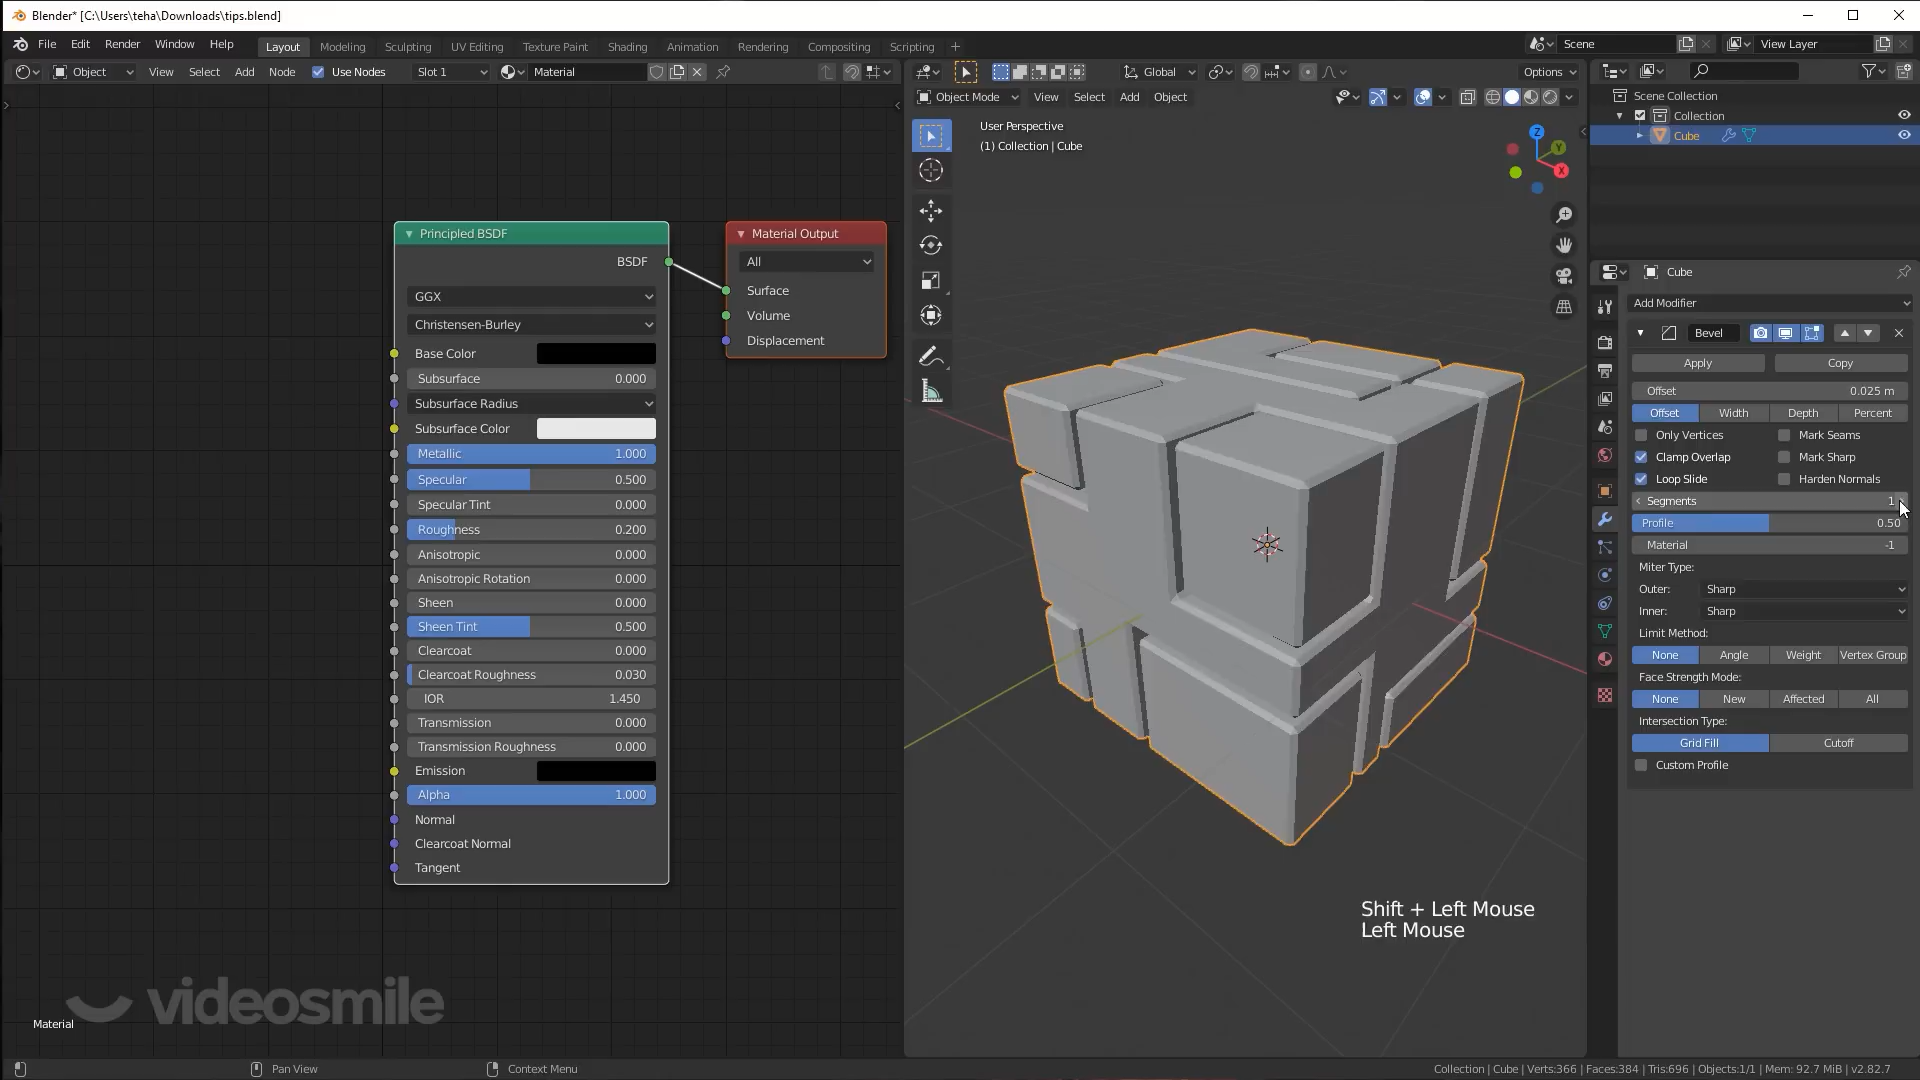 Blender* [C:\Users\teha\Downloads\tips.blend]
File Edit Render Window Help Layout Modeling Sculpting UV Editing Texture Paint Shading Animation Rendering Compositing Scripting + Scene View Layer
Object View Select Add Node Use Nodes Slot 1 Material Global Options
Object Mode View Select Add Object
User Perspective
(1) Collection | Cube
Z
Y
X
Scene Collection
Collection
Cube
Principled BSDF
BSDF
GGX
Christensen-Burley
Base Color
Subsurface 0.000
Subsurface Radius
Subsurface Color
Metallic 1.000
Specular 0.500
Specular Tint 0.000
Roughness 0.200
Anisotropic 0.000
Anisotropic Rotation 0.000
Sheen 0.000
Sheen Tint 0.500
Clearcoat 0.000
Clearcoat Roughness 0.030
IOR 1.450
Transmission 0.000
Transmission Roughness 0.000
Emission
Alpha 1.000
Normal
Clearcoat Normal
Tangent
Material Output
All
Surface
Volume
Displacement
Cube
Add Modifier
Bevel
Apply Copy
Offset 0.025 m
Offset Width Depth Percent
Only Vertices Mark Seams
Clamp Overlap Mark Sharp
Loop Slide Harden Normals
Segments 1
Profile 0.50
Material -1
Miter Type:
Outer: Sharp
Inner: Sharp
Limit Method:
None Angle Weight Vertex Group
Face Strength Mode:
None New Affected All
Intersection Type:
Grid Fill Cutoff
Custom Profile
Shift + Left Mouse
Left Mouse
videosmile
Material
Pan View Context Menu Collection | Cube | Verts:366 | Faces:384 | Tris:696 | Objects:1/1 | Mem: 92.7 MiB | v2.82.7